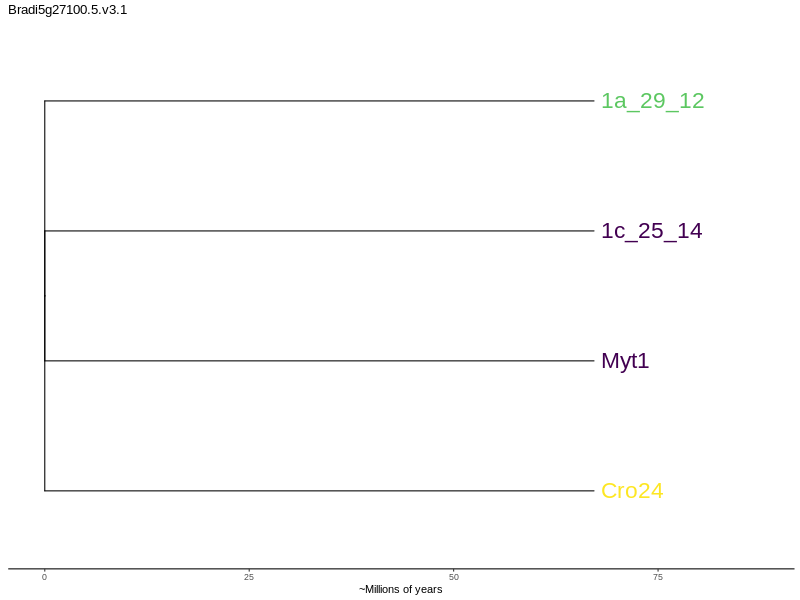 Bradi5g27100.5.v3.1
1a_29_12
1c_25_14
Myt1
Cro24
0 25 50 75
~Millions of years